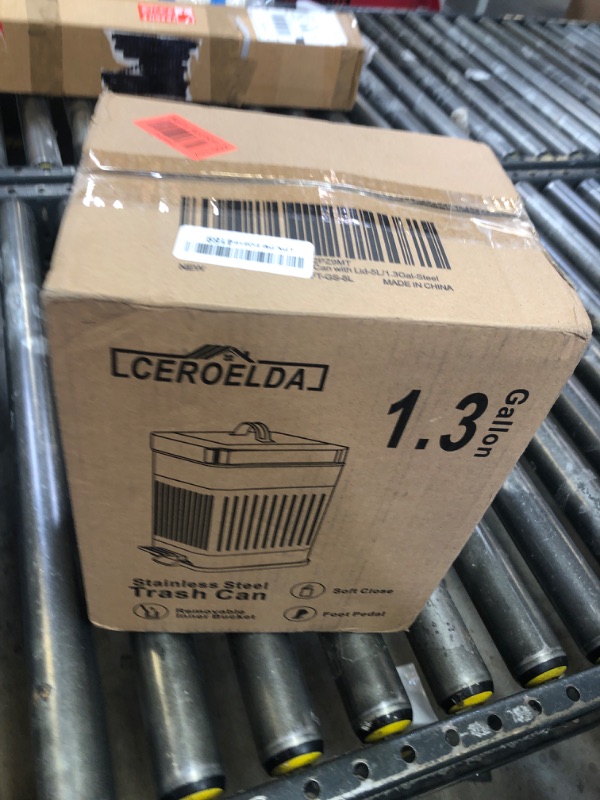 Can with Lid-5L/1.3Gal-Steel
NEW
MADE IN CHINA
CEROELDA
1.3 Gallon
Stainless Steel
Trash Can
Soft Close
Removable
Inner Bucket
Foot Pedal